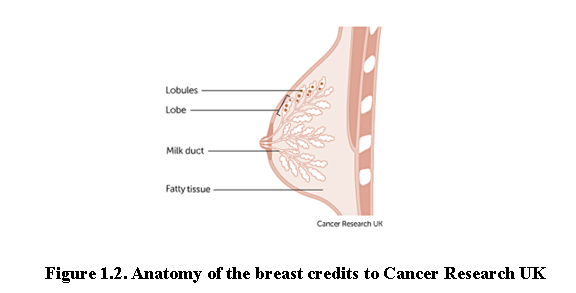 Lobules
Lobe
Milk duct
Fatty tissue
Cancer Research UK
Figure 1.2. Anatomy of the breast credits to Cancer Research UK